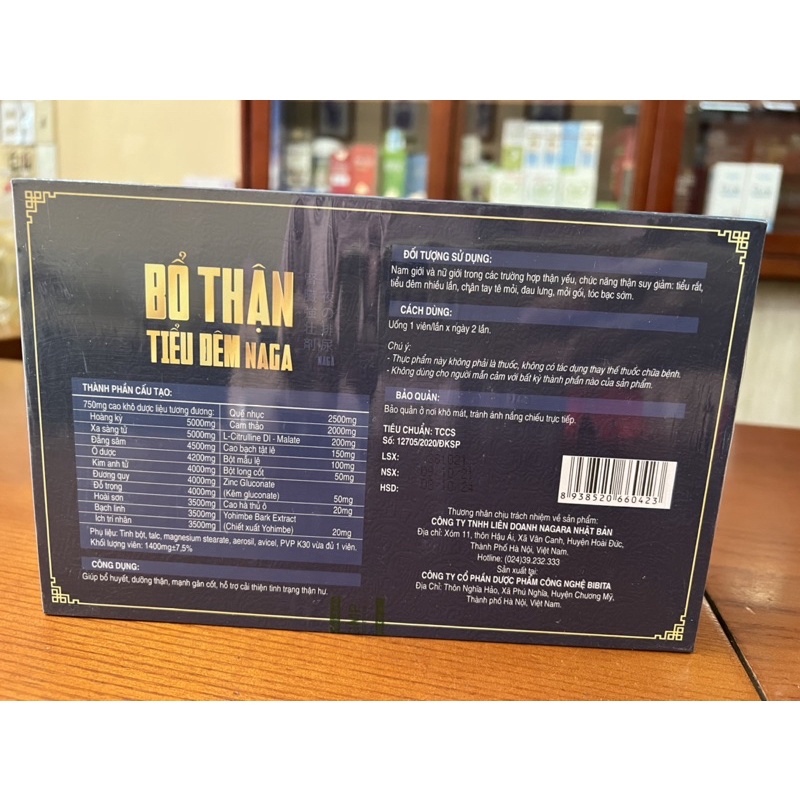 BỔ THẬN
TIỂU ĐÊM NAGA
THÀNH PHẦN CẤU TẠO:
750mg cao khô dược liệu tương đương:
Hoàng kỳ 5000mg
Xa sàng tử 5000mg
Đẳng sâm 4500mg
Ô dược 4200mg
Kim anh tử 4000mg
Đương quy 4000mg
Đỗ trọng 4000mg
Hoài sơn 3500mg
Bạch linh 3500mg
Ích trí nhân 3500mg
Quế nhục 2500mg
Cam thảo 2000mg
L-Citrulline Dl - Malate 200mg
Cao bạch tật lê 150mg
Bột mẫu lệ 100mg
Bột long cốt 50mg
Zinc Gluconate
(Kẽm gluconate) 50mg
Cao hà thủ ô 20mg
Yohimbe Bark Extract
(Chiết xuất Yohimbe) 20mg
Phụ liệu: Tinh bột, talc, magnesium stearate, aerosil, avicel, PVP K30 vừa đủ 1 viên.
Khối lượng viên: 1400mg±7,5%
CÔNG DỤNG:
Giúp bổ huyết, dưỡng thận, mạnh gân cốt, hỗ trợ cải thiện tình trạng thận hư.
ĐỐI TƯỢNG SỬ DỤNG:
Nam giới và nữ giới trong các trường hợp thận yếu, chức năng thận suy giảm: tiểu rắt,
tiểu đêm nhiều lần, chận tay tê mỏi, đau lưng, mỏi gối, tóc bạc sớm.
CÁCH DÙNG:
Uống 1 viên/lần x ngày 2 lần.
Chú ý:
- Thực phẩm này không phải là thuốc, không có tác dụng thay thế thuốc chữa bệnh.
- Không dùng cho người mẫn cảm với bất kỳ thành phần nào của sản phẩm.
BẢO QUẢN:
Bảo quản ở nơi khô mát, tránh ánh nắng chiếu trực tiếp.
TIÊU CHUẨN: TCCS
Số: 12705/2020/ĐKSP
LSX:
NSX:
HSD:
8 938520 660423
Thương nhân chịu trách nhiệm về sản phẩm:
CÔNG TY TNHH LIÊN DOANH NAGARA NHẬT BẢN
Địa chỉ: Xóm 11, thôn Hậu Ái, Xã Vân Canh, Huyện Hoài Đức,
Thành Phố Hà Nội, Việt Nam.
Hotline: (024)39.232.333
Sản xuất tại:
CÔNG TY CỔ PHẦN DƯỢC PHẨM CÔNG NGHỆ BIBITA
Địa Chỉ: Thôn Nghĩa Hảo, Xã Phú Nghĩa, Huyện Chương Mỹ,
Thành phố Hà Nội, Việt Nam.